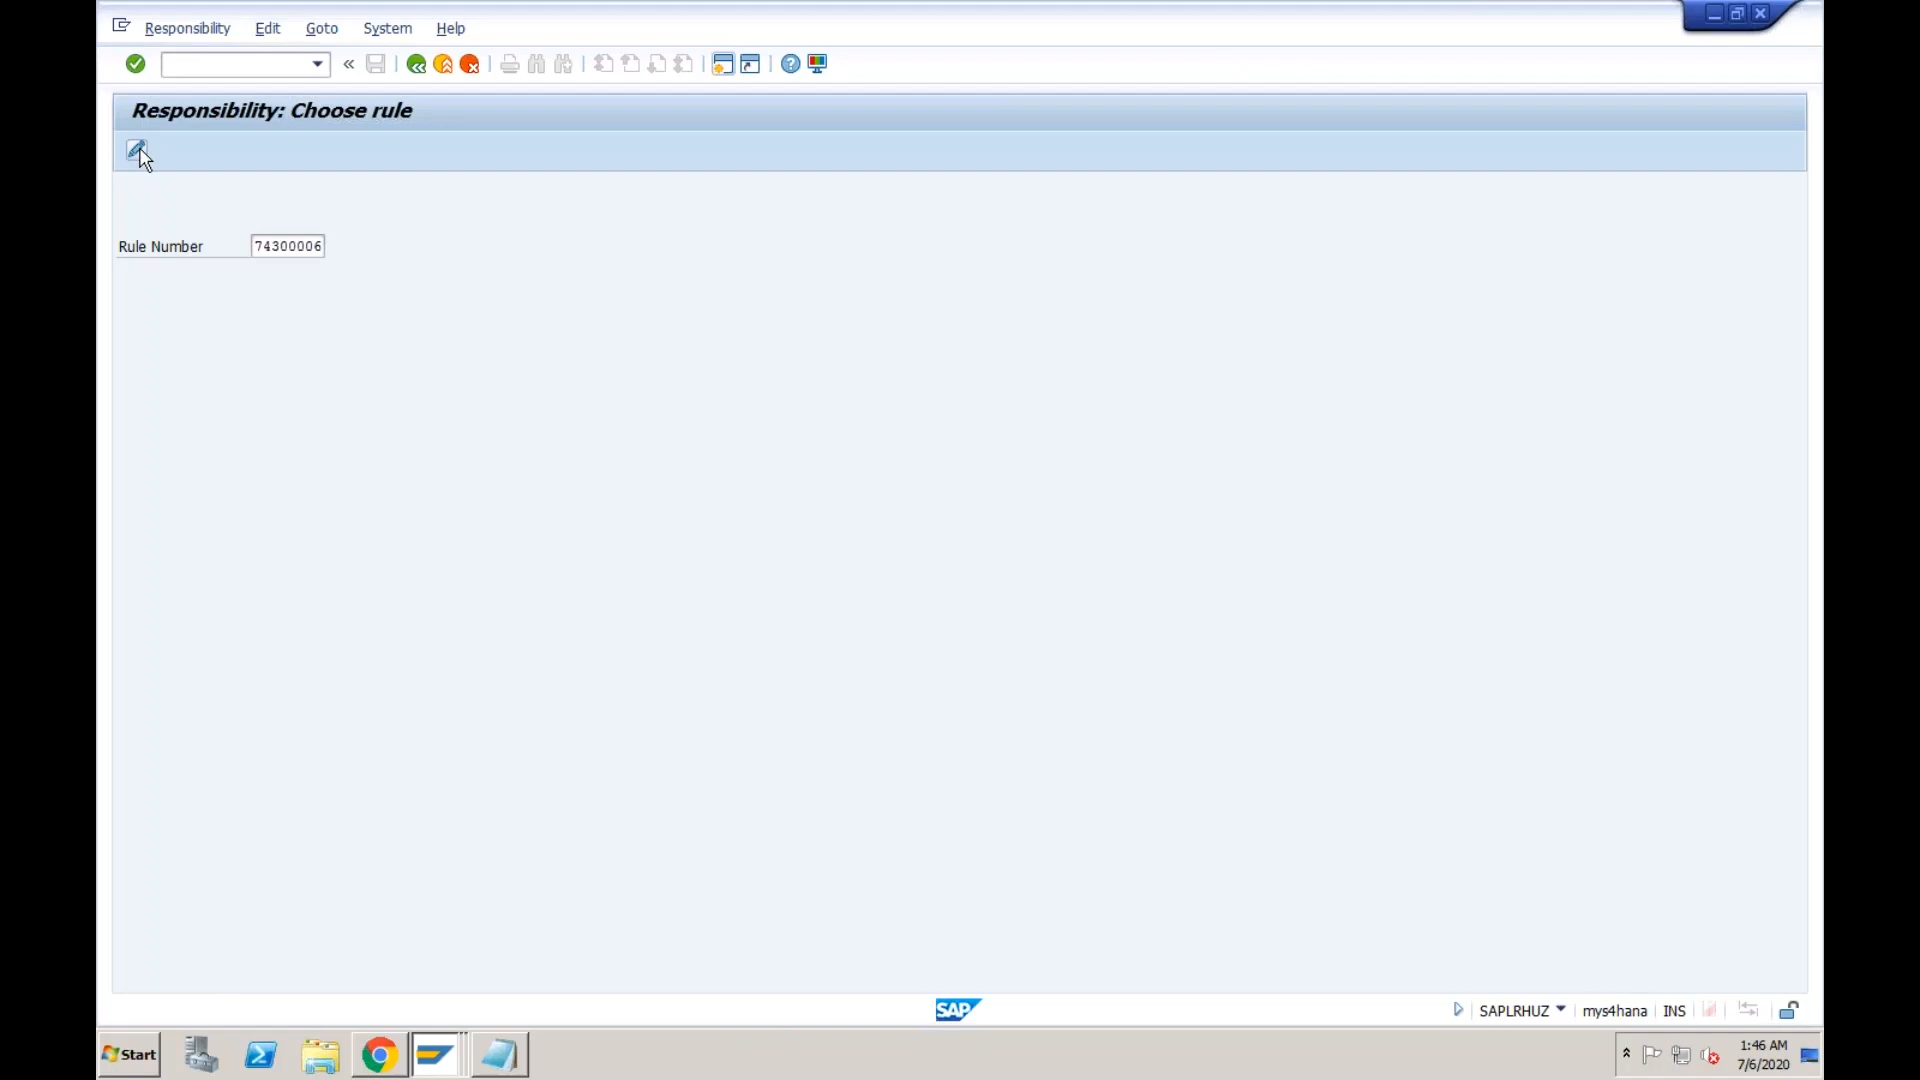 Responsibility Edit Goto System Help
Responsibility: Choose rule
Rule Number 74300006
SAP
SAPLRHUZ mys4hana INS
Start
1:46 AM
7/6/2020